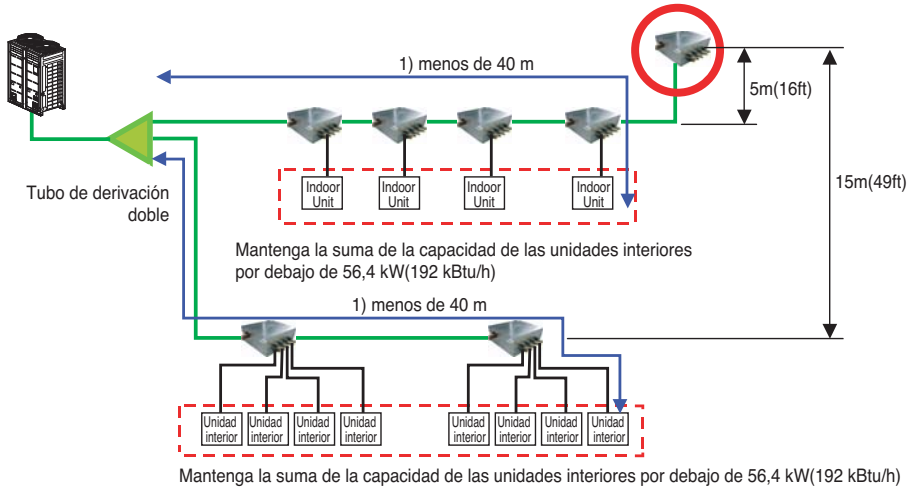 1) menos de 40 m
5m(16ft)
15m(49ft)
Tubo de derivación
doble
Indoor
Unit
Indoor
Unit
Indoor
Unit
Indoor
Unit
Mantenga la suma de la capacidad de las unidades interiores
por debajo de 56,4 kW(192 kBtu/h)
1) menos de 40 m
Unidad
interior
Unidad
interior
Unidad
interior
Unidad
interior
Unidad
interior
Unidad
interior
Unidad
interior
Unidad
interior
Mantenga la suma de la capacidad de las unidades interiores por debajo de 56,4 kW(192 kBtu/h)